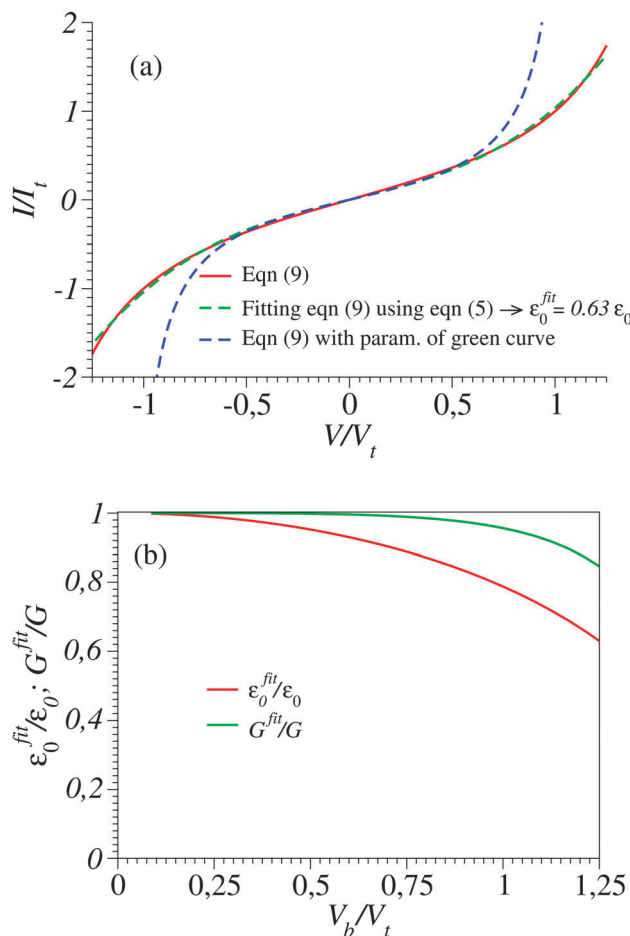 2
(a)
1
I/I_t
0
Eqn (9)
-1
Fitting eqn (9) using eqn (5) → ε_0^fit = 0.63 ε_0
Eqn (9) with param. of green curve
-2
-1 -0,5 0 0,5 1
V/V_t
1
(b)
0,8
0,6
ε_0^fit/ε_0; G^fit/G
ε_0^fit/ε_0
0,4
G^fit/G
0,2
0
0 0,25 0,5 0,75 1 1,25
V_b/V_t